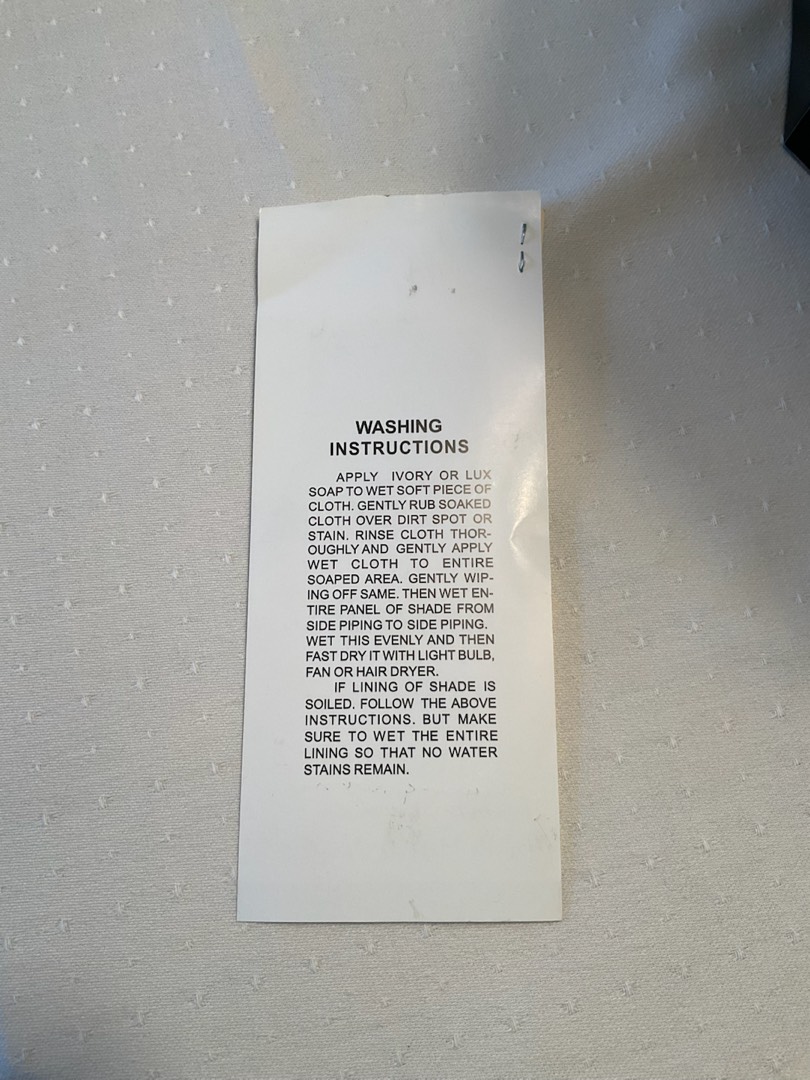 WASHING
INSTRUCTIONS
APPLY IVORY OR LUX
SOAP TO WET SOFT PIECE OF
CLOTH. GENTLY RUB SOAKED
CLOTH OVER DIRT SPOT OR
STAIN. RINSE CLOTH THOR-
OUGHLY AND GENTLY APPLY
WET CLOTH TO ENTIRE
SOAPED AREA. GENTLY WIP-
ING OFF SAME. THEN WET EN-
TIRE PANEL OF SHADE FROM
SIDE PIPING TO SIDE PIPING.
WET THIS EVENLY AND THEN
FAST DRY IT WITH LIGHT BULB,
FAN OR HAIR DRYER.
IF LINING OF SHADE IS
SOILED. FOLLOW THE ABOVE
INSTRUCTIONS. BUT MAKE
SURE TO WET THE ENTIRE
LINING SO THAT NO WATER
STAINS REMAIN.